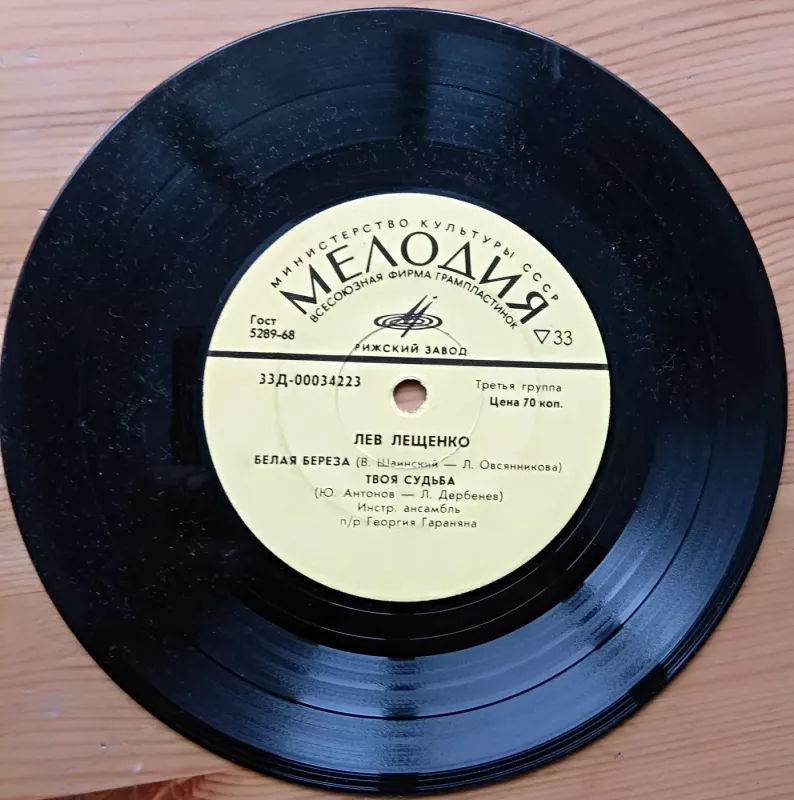 МИНИСТЕРСТВО КУЛЬТУРЫ СССР
МЕЛОДИЯ
ВСЕСОЮЗНАЯ ФИРМА ГРАМПЛАСТИНОК
Гост
5289-68
33
РИЖСКИЙ ЗАВОД
33Д-00034223
Третья группа
Цена 70 коп.
ЛЕВ ЛЕЩЕНКО
БЕЛАЯ БЕРЕЗА (В. Шаинский — Л. Овсянникова)
ТВОЯ СУДЬБА
(Ю. Антонов — Л. Дербенев)
Инстр. ансамбль
п/р Георгия Гараняна